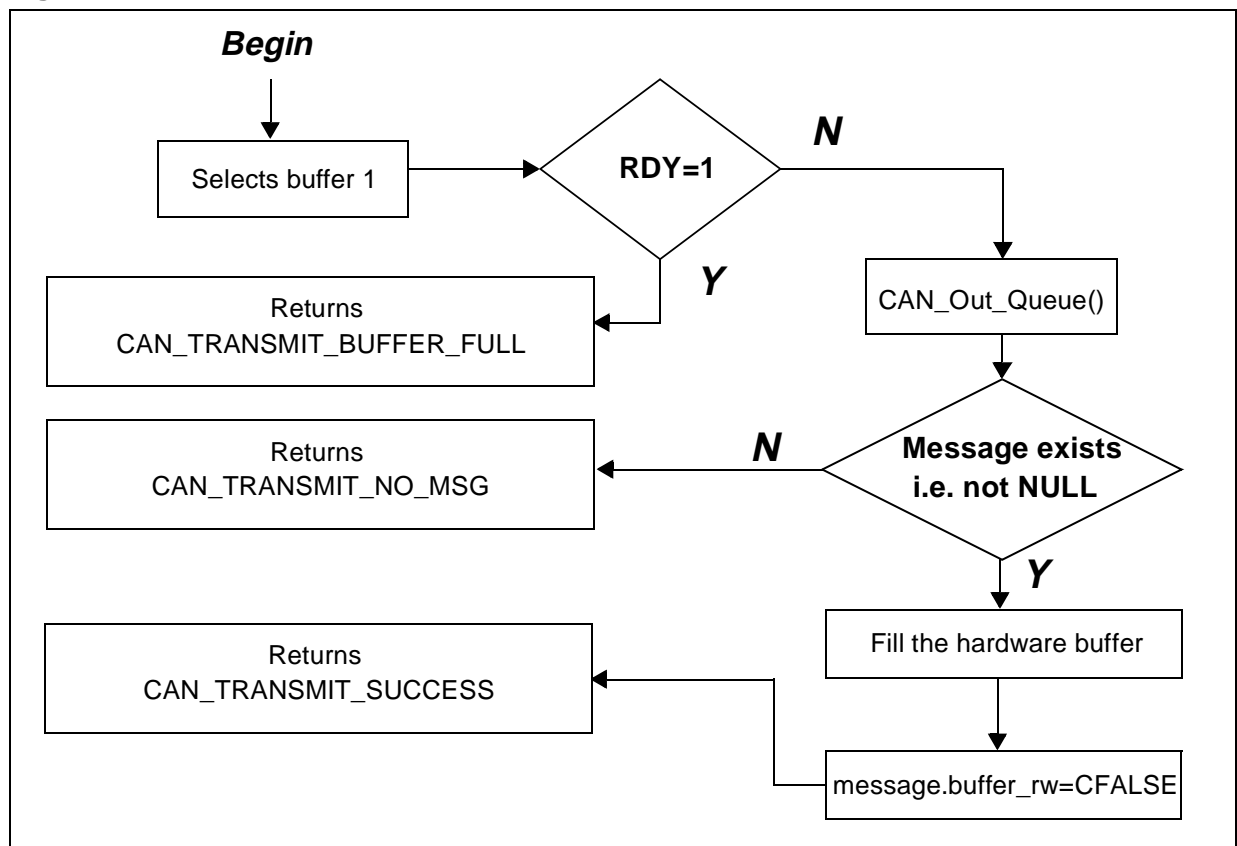 Begin
Selects buffer 1
RDY=1
N
Y
CAN_Out_Queue()
Returns
CAN_TRANSMIT_BUFFER_FULL
Message exists
i.e. not NULL
N
Returns
CAN_TRANSMIT_NO_MSG
Y
Fill the hardware buffer
message.buffer_rw=CFALSE
Returns
CAN_TRANSMIT_SUCCESS